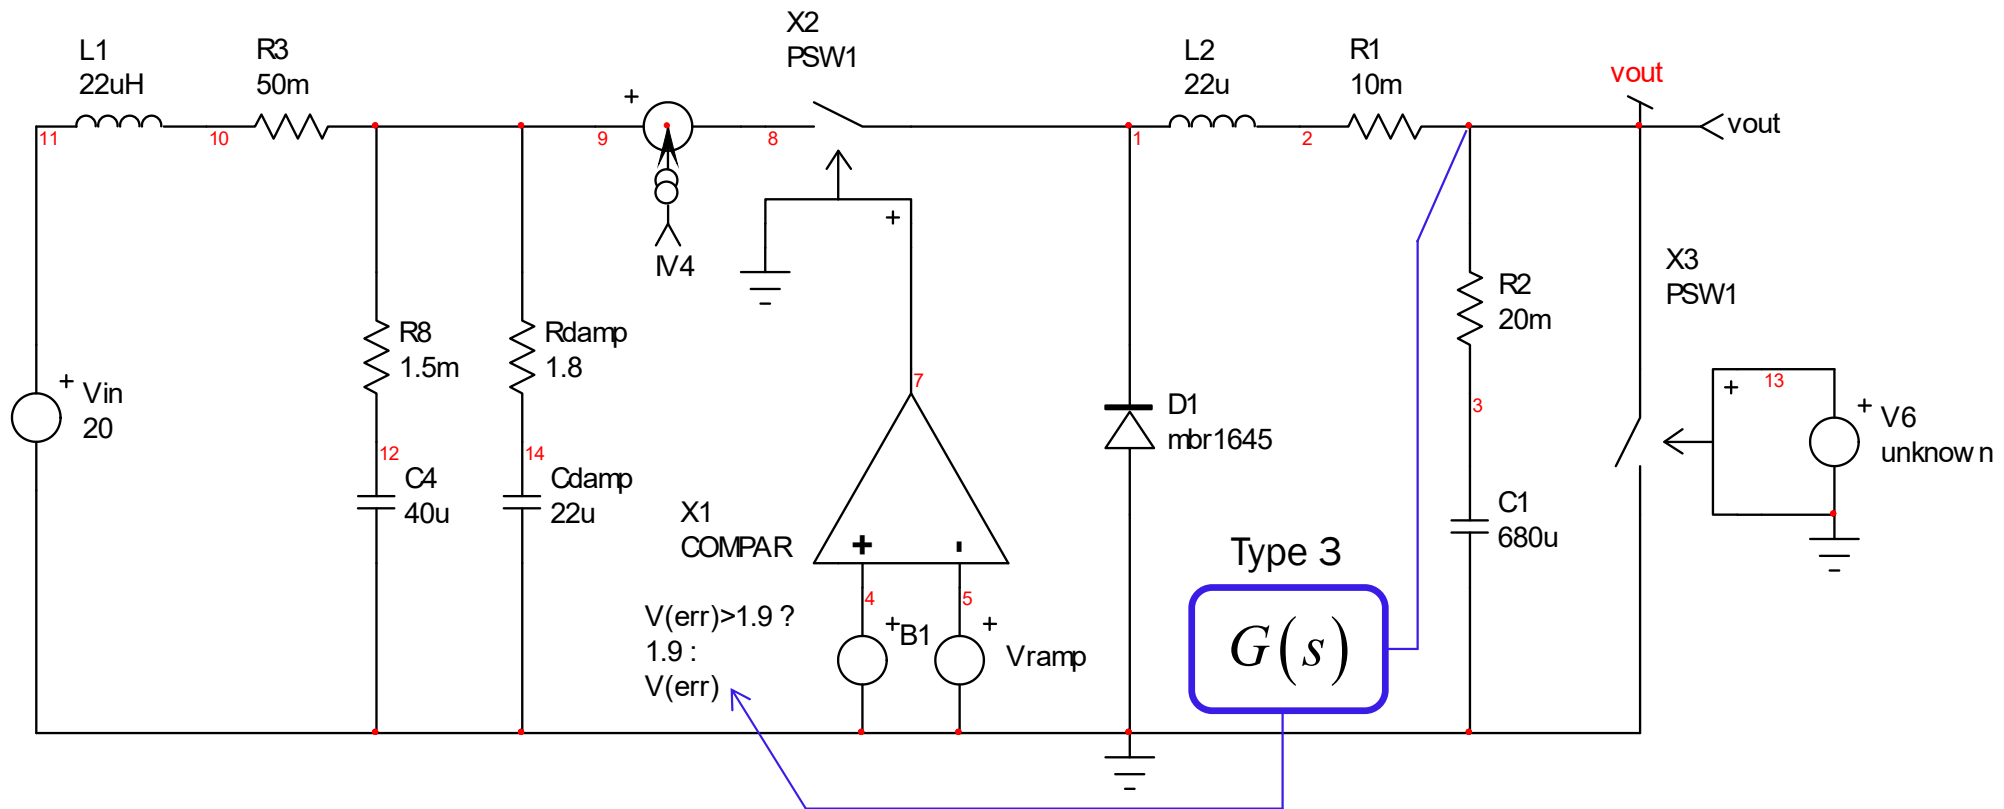 X2
PSW1
L1
22uH
R3
50m
L2
22u
R1
10m
vout
vout
+
11
10
9
8
1
2
+
IV4
X3
PSW1
R2
20m
R8
1.5m
Rdamp
1.8
7
D1
mbr1645
3
+
13
+
V6
unknown
+
Vin
20
12
C4
40u
14
Cdamp
22u
X1
COMPAR
+
-
C1
680u
Type 3
G(s)
4
5
V(err)>1.9 ?
1.9 :
V(err)
+
B1
+
Vramp